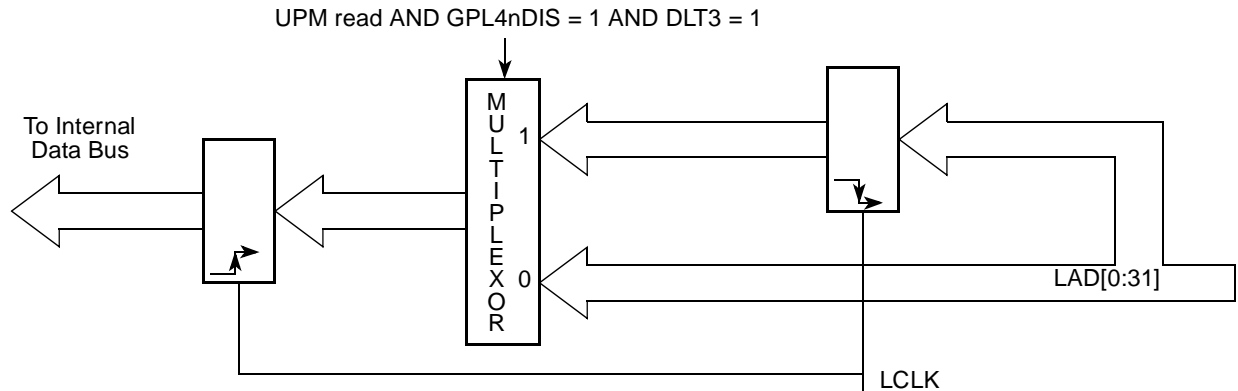 UPM read AND GPL4nDIS = 1 AND DLT3 = 1
To Internal
Data Bus
MULTIPLEXOR
1
0
LAD[0:31]
LCLK